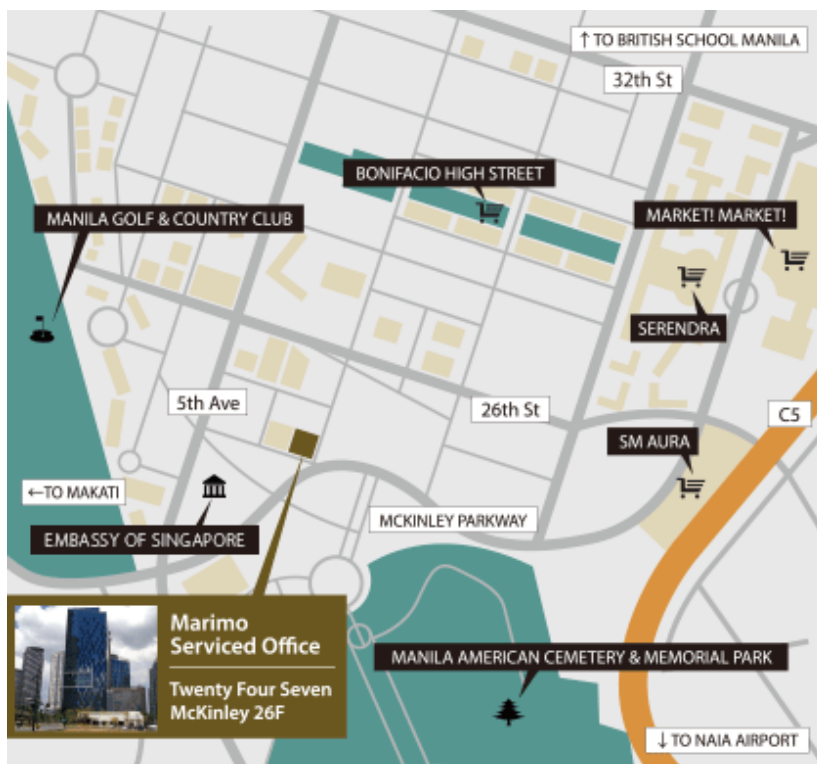 ↑TO BRITISH SCHOOL MANILA
32th St
BONIFACIO HIGH STREET
MANILA GOLF & COUNTRY CLUB
MARKET! MARKET!
SERENDRA
5th Ave
26th St
C5
SM AURA
←TO MAKATI
MCKINLEY PARKWAY
EMBASSY OF SINGAPORE
Marimo
Serviced Office
Twenty Four Seven
McKinley 26F
MANILA AMERICAN CEMETERY & MEMORIAL PARK
↓TO NAIA AIRPORT